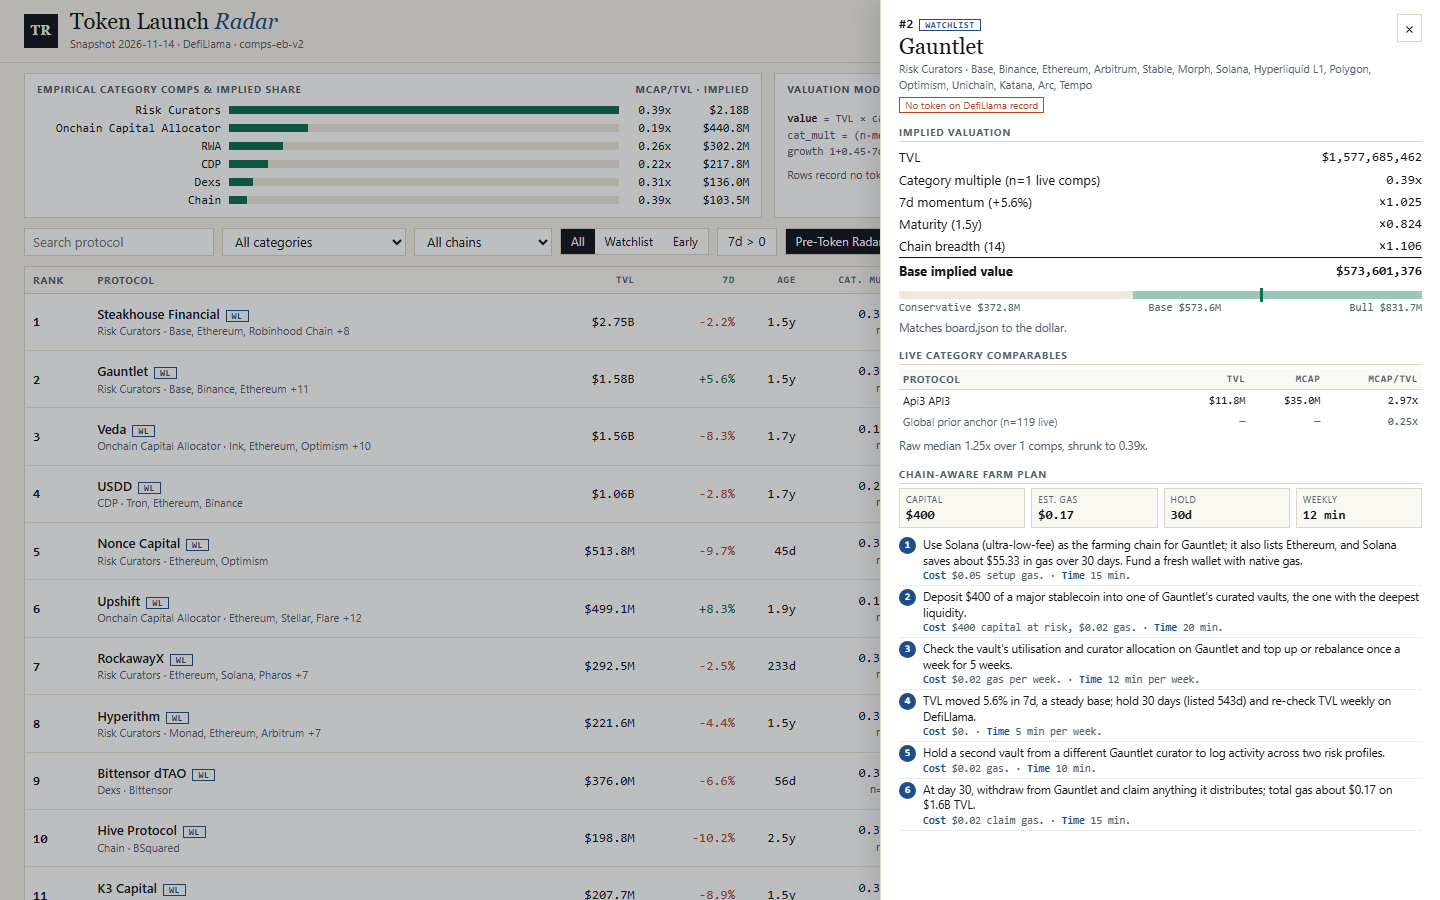 TR
Token Launch Radar
Snapshot 2026-11-14 · DefiLlama · comps-eb-v2
EMPIRICAL CATEGORY COMPS & IMPLIED SHARE MCAP/TVL · IMPLIED
Risk Curators 0.39x $2.18B
Onchain Capital Allocator 0.19x $440.8M
RWA 0.26x $302.2M
CDP 0.22x $217.8M
Dexs 0.31x $136.0M
Chain 0.39x $103.5M
VALUATION MOD
value = TVL × ca
cat_mult = (n·me
growth 1+0.45·7d
Rows record no tok
Search protocol All categories All chains All Watchlist Early 7d > 0 Pre-Token Rada
RANK PROTOCOL TVL 7D AGE CAT. MU
1 Steakhouse Financial WL $2.75B -2.2% 1.5y 0.3
Risk Curators · Base, Ethereum, Robinhood Chain +8
2 Gauntlet WL $1.58B +5.6% 1.5y 0.3
Risk Curators · Base, Binance, Ethereum +11
3 Veda WL $1.56B -8.3% 1.7y 0.1
Onchain Capital Allocator · Ink, Ethereum, Optimism +10
4 USDD WL $1.06B -2.8% 1.7y 0.2
CDP · Tron, Ethereum, Binance
5 Nonce Capital WL $513.8M -9.7% 45d 0.3
Risk Curators · Ethereum, Optimism
6 Upshift WL $499.1M +8.3% 1.9y 0.1
Onchain Capital Allocator · Ethereum, Stellar, Flare +12
7 RockawayX WL $292.5M -2.5% 233d 0.3
Risk Curators · Ethereum, Solana, Pharos +7
8 Hyperithm WL $221.6M -4.4% 1.5y 0.3
Risk Curators · Monad, Ethereum, Arbitrum +7
9 Bittensor dTAO WL $376.0M -6.6% 56d 0.3
Dexs · Bittensor n=
10 Hive Protocol WL $198.8M -10.2% 2.5y 0.3
Chain · BSquared
11 K3 Capital WL $207.7M -8.9% 1.5y 0.3
#2 WATCHLIST
×
Gauntlet
Risk Curators · Base, Binance, Ethereum, Arbitrum, Stable, Morph, Solana, Hyperliquid L1, Polygon,
Optimism, Unichain, Katana, Arc, Tempo
No token on DefiLlama record
IMPLIED VALUATION
TVL $1,577,685,462
Category multiple (n=1 live comps) 0.39x
7d momentum (+5.6%) ×1.025
Maturity (1.5y) ×0.824
Chain breadth (14) ×1.106
Base implied value $573,601,376
Conservative $372.8M Base $573.6M Bull $831.7M
Matches board.json to the dollar.
LIVE CATEGORY COMPARABLES
PROTOCOL TVL MCAP MCAP/TVL
Api3 API3 $11.8M $35.0M 2.97x
Global prior anchor (n=119 live) — — 0.25x
Raw median 1.25x over 1 comps, shrunk to 0.39x.
CHAIN-AWARE FARM PLAN
CAPITAL EST. GAS HOLD WEEKLY
$400 $0.17 30d 12 min
1 Use Solana (ultra-low-fee) as the farming chain for Gauntlet; it also lists Ethereum, and Solana
saves about $55.33 in gas over 30 days. Fund a fresh wallet with native gas.
Cost $0.05 setup gas. · Time 15 min.
2 Deposit $400 of a major stablecoin into one of Gauntlet's curated vaults, the one with the deepest
liquidity.
Cost $400 capital at risk, $0.02 gas. · Time 20 min.
3 Check the vault's utilisation and curator allocation on Gauntlet and top up or rebalance once a
week for 5 weeks.
Cost $0.02 gas per week. · Time 12 min per week.
4 TVL moved 5.6% in 7d, a steady base; hold 30 days (listed 543d) and re-check TVL weekly on
DefiLlama.
Cost $0. · Time 5 min per week.
5 Hold a second vault from a different Gauntlet curator to log activity across two risk profiles.
Cost $0.02 gas. · Time 10 min.
6 At day 30, withdraw from Gauntlet and claim anything it distributes; total gas about $0.17 on
$1.6B TVL.
Cost $0.02 claim gas. · Time 15 min.